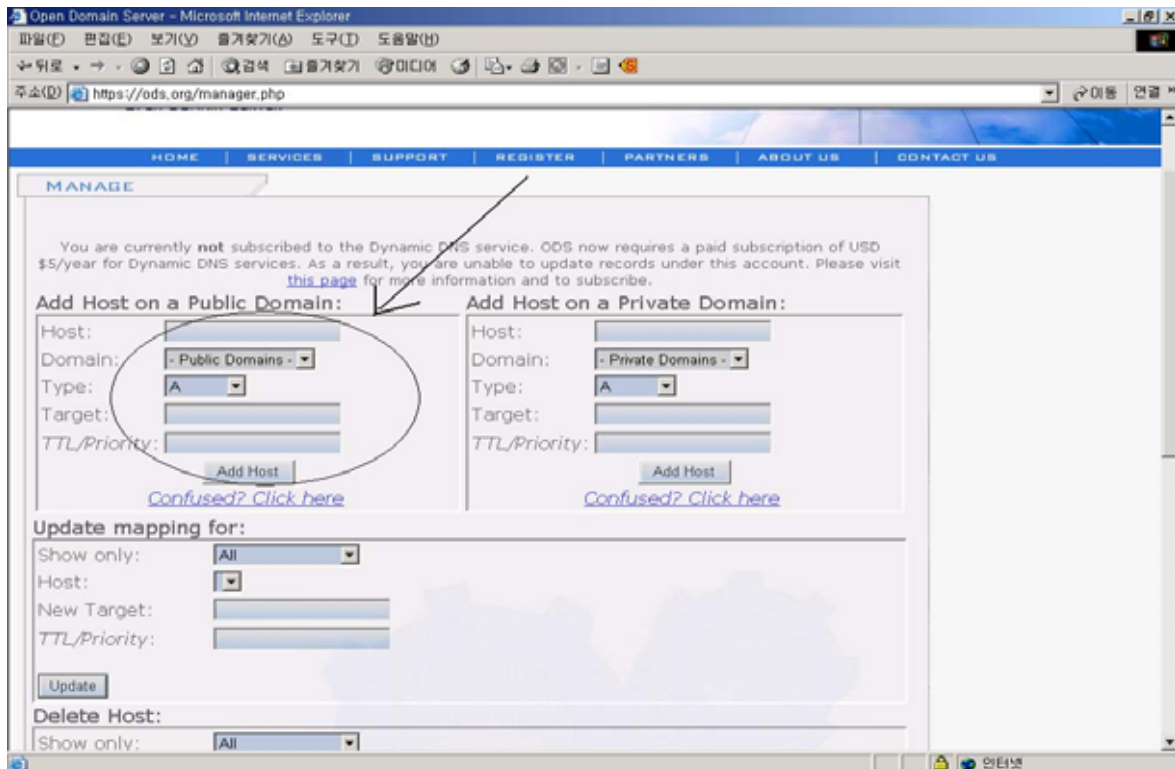 Open Domain Server - Microsoft Internet Explorer
파일(F) 편집(E) 보기(V) 즐겨찾기(A) 도구(T) 도움말(H)
뒤로 검색 즐겨찾기 미디어
주소(D) https://ods.org/manager.php 이동 연결 »
HOME | SERVICES | SUPPORT | REGISTER | PARTNERS | ABOUT US | CONTACT US
MANAGE
You are currently not subscribed to the Dynamic DNS service. ODS now requires a paid subscription of USD
$5/year for Dynamic DNS services. As a result, you are unable to update records under this account. Please visit
this page for more information and to subscribe.
Add Host on a Public Domain:
Host:
Domain: - Public Domains -
Type: A
Target:
TTL/Priority:
Add Host
Confused? Click here
Add Host on a Private Domain:
Host:
Domain: - Private Domains -
Type: A
Target:
TTL/Priority:
Add Host
Confused? Click here
Update mapping for:
Show only: All
Host:
New Target:
TTL/Priority:
Update
Delete Host:
Show only: All
인터넷